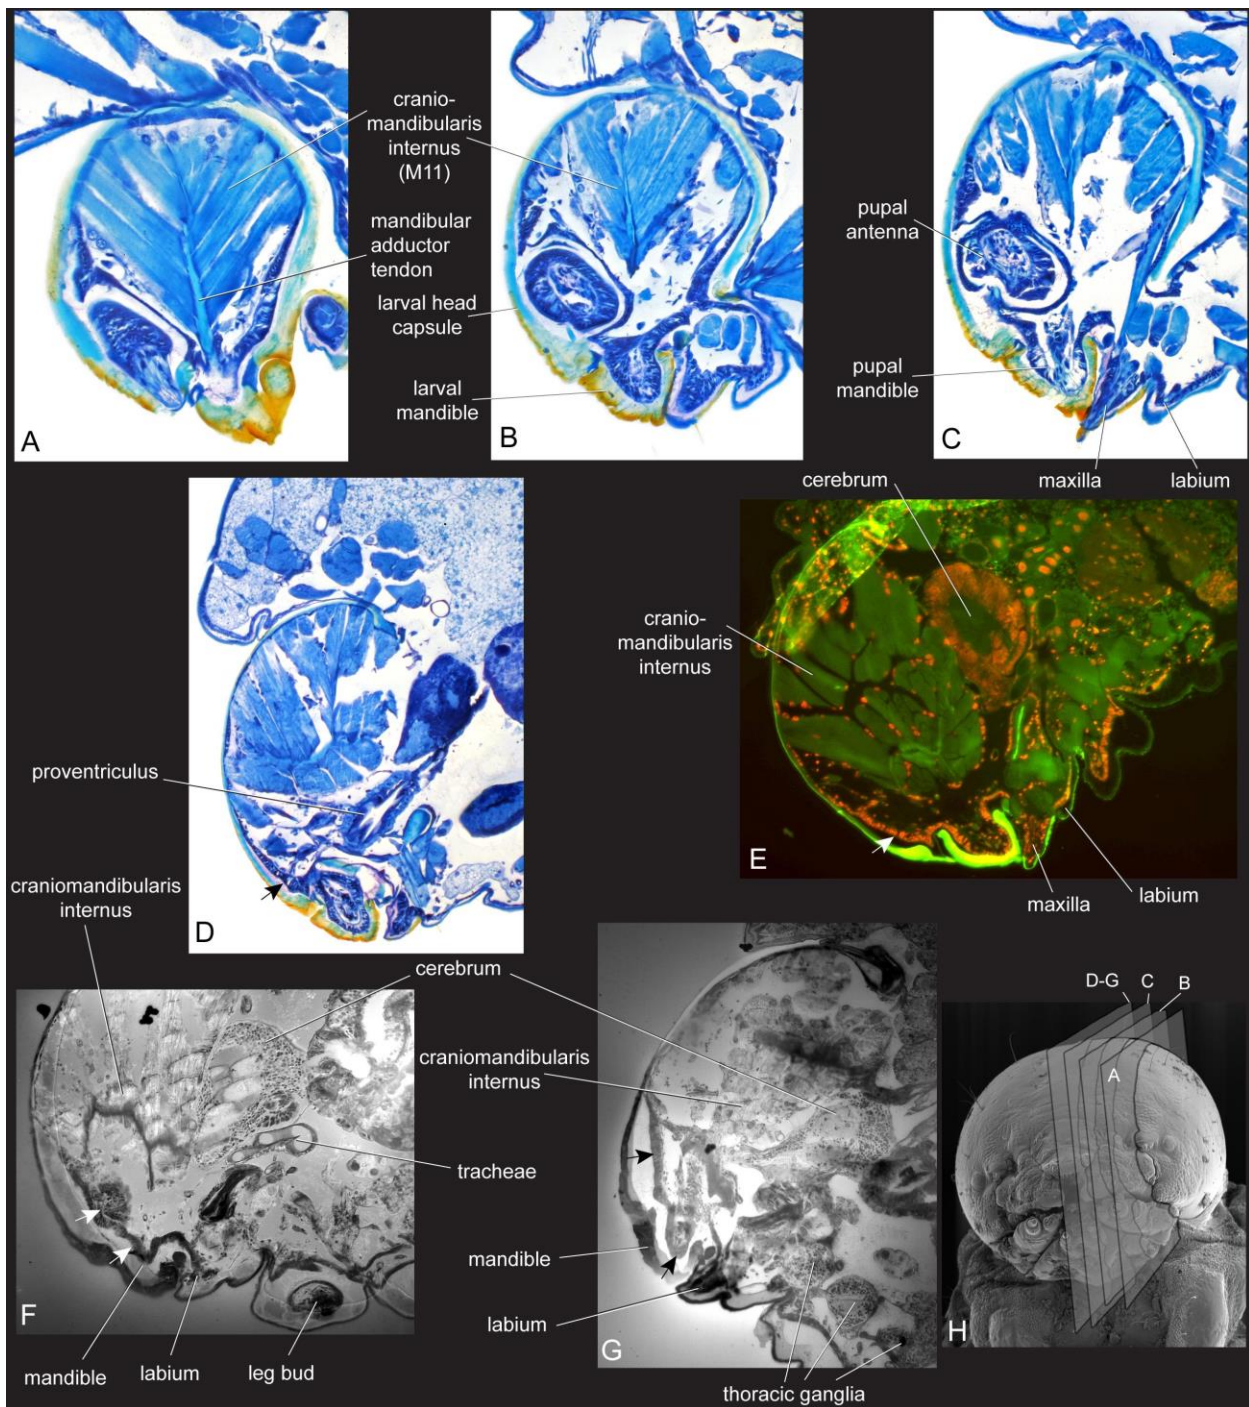 cranio-
mandibularis
internus
(M11)
mandibular
adductor
tendon
larval head
capsule
larval
mandible
pupal
antenna
pupal
mandible
A
B
C
cerebrum
maxilla
labium
cranio-
mandibularis
internus
proventriculus
E
maxilla
labium
craniomandibularis
internus
D
cerebrum
craniomandibularis
internus
tracheae
mandible
labium
F
mandible
labium
leg bud
G
thoracic ganglia
D-G
C
B
A
H